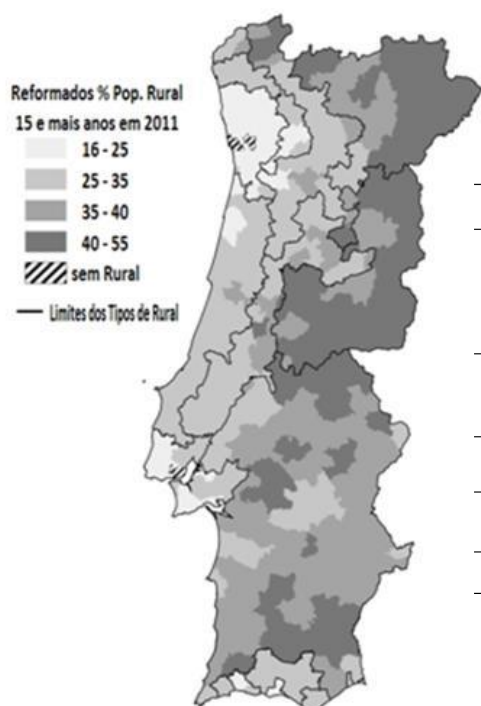 Reformados % Pop. Rural
15 e mais anos em 2011
16 - 25
25 - 35
35 - 40
40 - 55
sem Rural
Limites dos Tipos de Rural